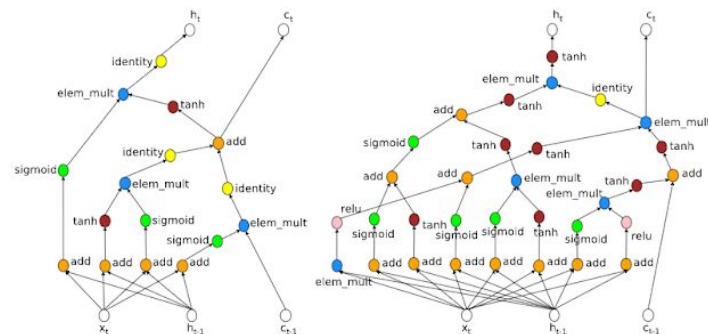 h_t c_t
identity
elem_mult tanh
add
identity
sigmoid
elem_mult identity
tanh sigmoid elem_mult
sigmoid
add add add add
x_t h_t-1 c_t-1
h_t c_t
tanh
elem_mult identity
add tanh
elem_mult
sigmoid
tanh tanh tanh
add add elem_mult tanh add
elem_mult
relu sigmoid tanh sigmoid sigmoid tanh sigmoid relu
elem_mult add add add add add add add
x_t h_t-1 c_t-1